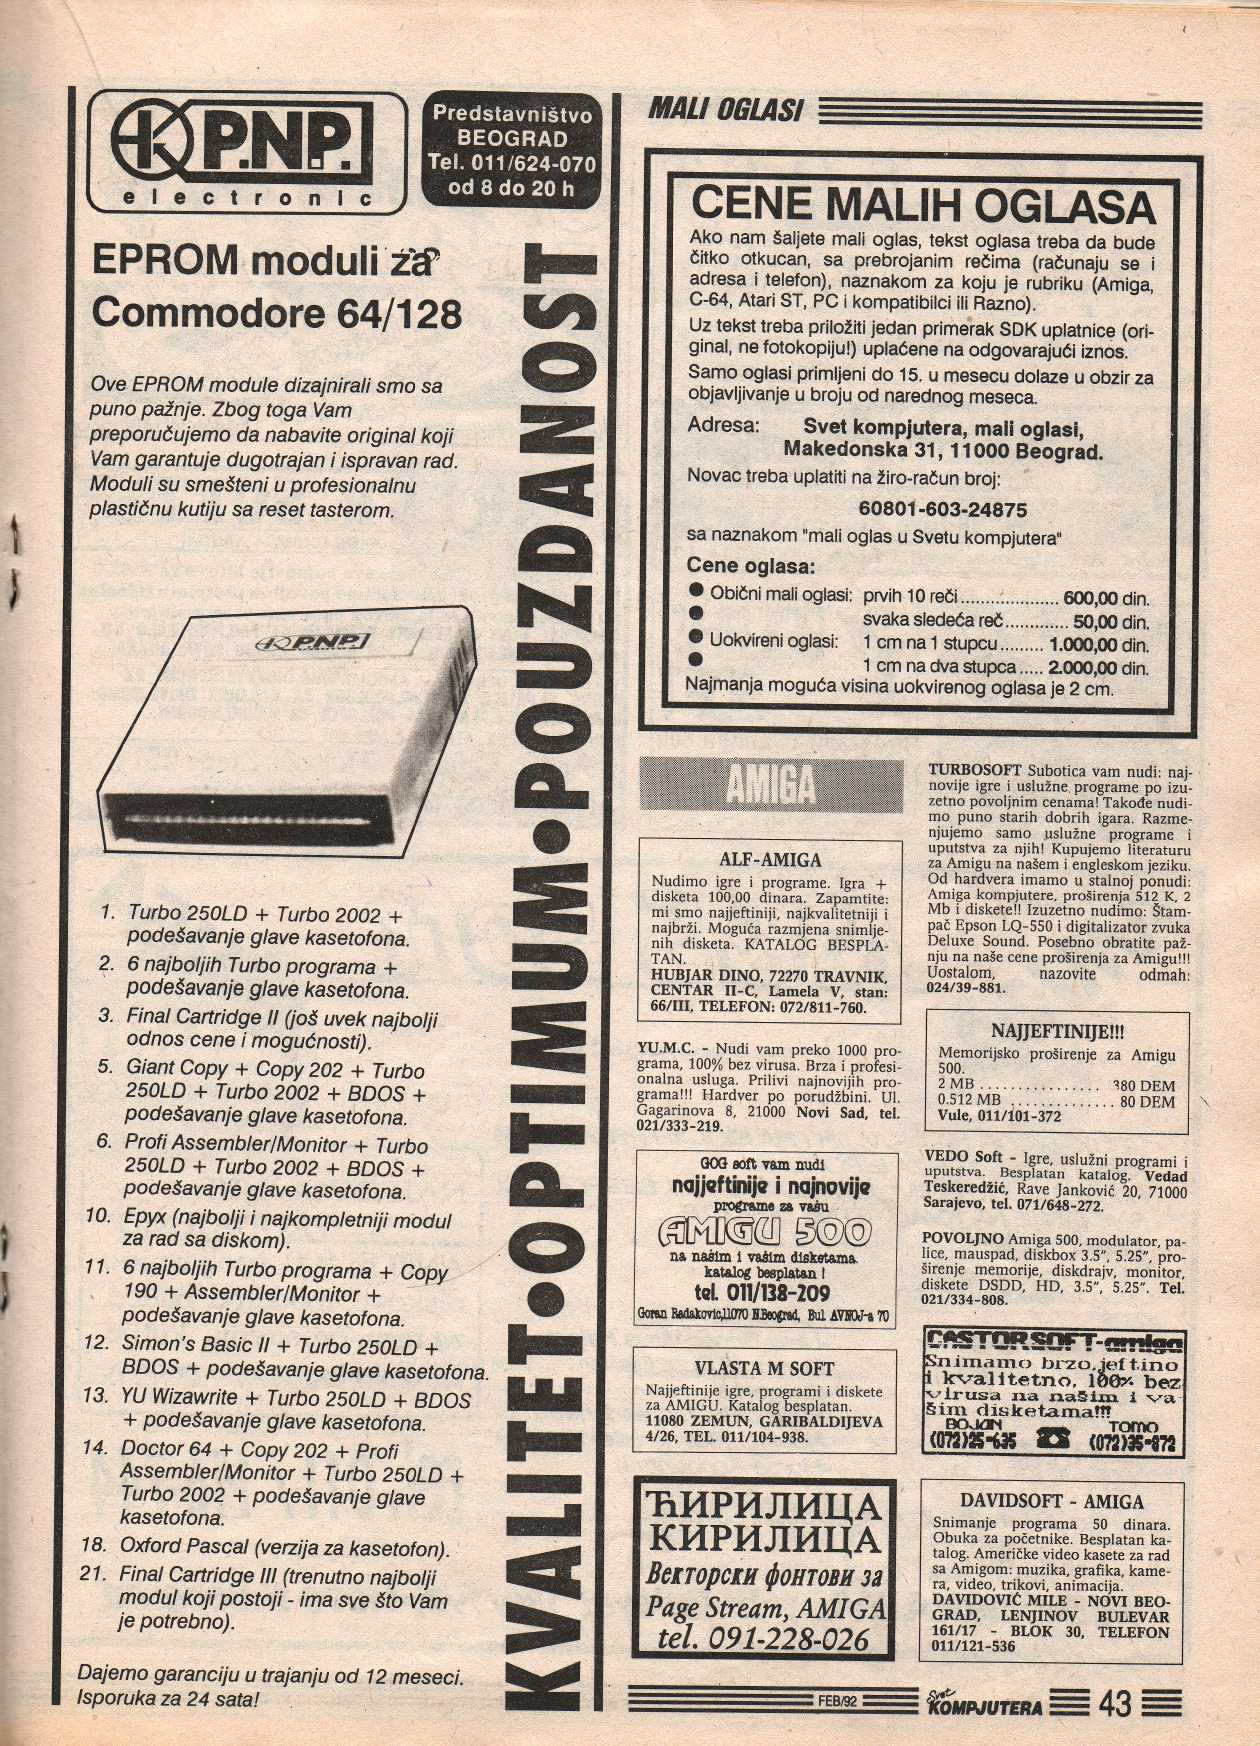 P.N.P.
electronic
Predstavništvo
BEOGRAD
Tel. 011/624-070
od 8 do 20 h
EPROM moduli za
Commodore 64/128
Ove EPROM module dizajnirali smo sa
puno pažnje. Zbog toga Vam
preporučujemo da nabavite original koji
Vam garantuje dugotrajan i ispravan rad.
Moduli su smešteni u profesionalnu
plastičnu kutiju sa reset tasterom.
P.N.P.
1. Turbo 250LD + Turbo 2002 +
podešavanje glave kasetofona.
2. 6 najboljih Turbo programa +
podešavanje glave kasetofona.
3. Final Cartridge II (još uvek najbolji
odnos cene i mogućnosti).
5. Giant Copy + Copy 202 + Turbo
250LD + Turbo 2002 + BDOS +
podešavanje glave kasetofona.
6. Profi Assembler/Monitor + Turbo
250LD + Turbo 2002 + BDOS +
podešavanje glave kasetofona.
10. Epyx (najbolji i najkompletniji modul
za rad sa diskom).
11. 6 najboljih Turbo programa + Copy
190 + Assembler/Monitor +
podešavanje glave kasetofona.
12. Simon's Basic II + Turbo 250LD +
BDOS + podešavanje glave kasetofona.
13. YU Wizawrite + Turbo 250LD + BDOS
+ podešavanje glave kasetofona.
14. Doctor 64 + Copy 202 + Profi
Assembler/Monitor + Turbo 250LD +
Turbo 2002 + podešavanje glave
kasetofona.
18. Oxford Pascal (verzija za kasetofon).
21. Final Cartridge III (trenutno najbolji
modul koji postoji - ima sve što Vam
je potrebno).
Dajemo garanciju u trajanju od 12 meseci.
Isporuka za 24 sata!
KVALITET•OPTIMUM•POUZDANOST
MALI OGLASI
CENE MALIH OGLASA
Ako nam šaljete mali oglas, tekst oglasa treba da bude
čitko otkucan, sa prebrojanim rečima (računaju se i
adresa i telefon), naznakom za koju je rubriku (Amiga,
C-64, Atari ST, PC i kompatibilci ili Razno).
Uz tekst treba priložiti jedan primerak SDK uplatnice (ori-
ginal, ne fotokopiju!) uplaćene na odgovarajući iznos.
Samo oglasi primljeni do 15. u mesecu dolaze u obzir za
objavljivanje u broju od narednog meseca.
Adresa: Svet kompjutera, mali oglasi,
Makedonska 31, 11000 Beograd.
Novac treba uplatiti na žiro-račun broj:
60801-603-24875
sa naznakom "mali oglas u Svetu kompjutera"
Cene oglasa:
● Obični mali oglasi: prvih 10 reči.................... 600,00 din.
● svaka sledeća reč............. 50,00 din.
● Uokvireni oglasi: 1 cm na 1 stupcu......... 1.000,00 din.
● 1 cm na dva stupca..... 2.000,00 din.
Najmanja moguća visina uokvirenog oglasa je 2 cm.
AMIGA
ALF-AMIGA
Nudimo igre i programe. Igra +
disketa 100,00 dinara. Zapamtite:
mi smo najjeftiniji, najkvalitetniji i
najbrži. Moguća razmjena snimlje-
nih disketa. KATALOG BESPLA-
TAN.
HUBJAR DINO, 72270 TRAVNIK,
CENTAR II-C, Lamela V, stan:
66/III, TELEFON: 072/811-760.
YU.M.C. - Nudi vam preko 1000 pro-
grama, 100% bez virusa. Brza i profesi-
onalna usluga. Prilivi najnovijih pro-
grama!!! Hardver po porudžbini. Ul.
Gagarinova 8, 21000 Novi Sad, tel.
021/333-219.
GOG soft vam nudi
najjeftinije i najnovije
programe za vašu
AMIGU 500
na našim i vašim disketama
katalog besplatan !
tel. 011/138-209
Goran Radakovic,11070 N.Beograd, Bul AVNOJ-a 70
VLASTA M SOFT
Najjeftinije igre, programi i diskete
za AMIGU. Katalog besplatan.
11080 ZEMUN, GARIBALDIJEVA
4/26, TEL. 011/104-938.
ЋИРИЛИЦА
КИРИЛИЦА
Векторски фонтови за
Page Stream, AMIGA
tel. 091-228-026
TURBOSOFT Subotica vam nudi: naj-
novije igre i uslužne programe po izu-
zetno povoljnim cenama! Takođe nudi-
mo puno starih dobrih igara. Razme-
njujemo samo uslužne programe i
uputstva za njih! Kupujemo literaturu
za Amigu na našem i engleskom jeziku.
Od hardvera imamo u stalnoj ponudi:
Amiga kompjutere, proširenja 512 K, 2
Mb i diskete!! Izuzetno nudimo: Štam-
pač Epson LQ-550 i digitalizator zvuka
Deluxe Sound. Posebno obratite paž-
nju na naše cene proširenja za Amigu!!!
Uostalom, nazovite odmah:
024/39-881.
NAJJEFTINIJE!!!
Memorijsko proširenje za Amigu
500.
2 MB ................ 380 DEM
0.512 MB .............. 80 DEM
Vule, 011/101-372
VEDO Soft - Igre, uslužni programi i
uputstva. Besplatan katalog. Vedad
Teskeredžić, Rave Janković 20, 71000
Sarajevo, tel. 071/648-272.
POVOLJNO Amiga 500, modulator, pa-
lice, mauspad, diskbox 3.5”, 5.25”, pro-
širenje memorije, diskdrajv, monitor,
diskete DSDD, HD, 3.5”, 5.25”. Tel.
021/334-808.
CASTORSOFT-amiga
Snimamo brzo,jeftino
i kvalitetno, 100% bez
virusa na našim i va-
šim disketama!!!
BOJAN TOMO
(072)25-635 (072)35-872
DAVIDSOFT - AMIGA
Snimanje programa 50 dinara.
Obuka za početnike. Besplatan ka-
talog. Američke video kasete za rad
sa Amigom: muzika, grafika, kame-
ra, video, trikovi, animacija.
DAVIDOVIĆ MILE - NOVI BEO-
GRAD, LENJINOV BULEVAR
161/17 - BLOK 30, TELEFON
011/121-536
FEB/92 Svet KOMPJUTERA 43